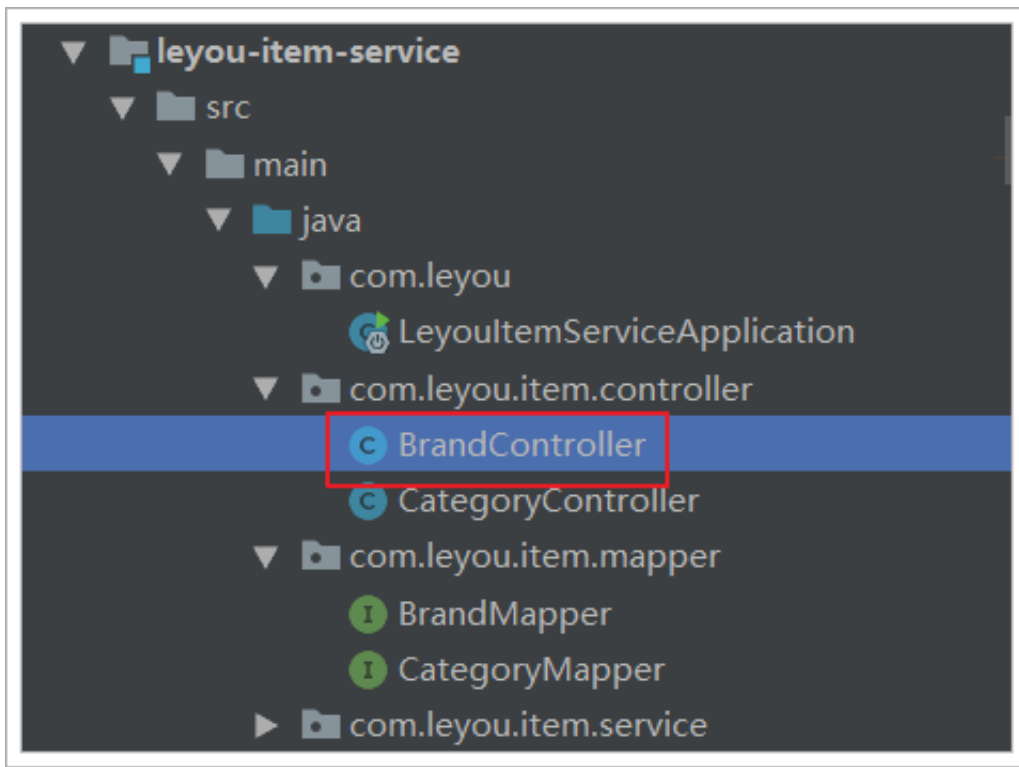 leyou-item-service
src
main
java
com.leyou
LeyouItemServiceApplication
com.leyou.item.controller
C BrandController
C CategoryController
com.leyou.item.mapper
I BrandMapper
I CategoryMapper
com.leyou.item.service